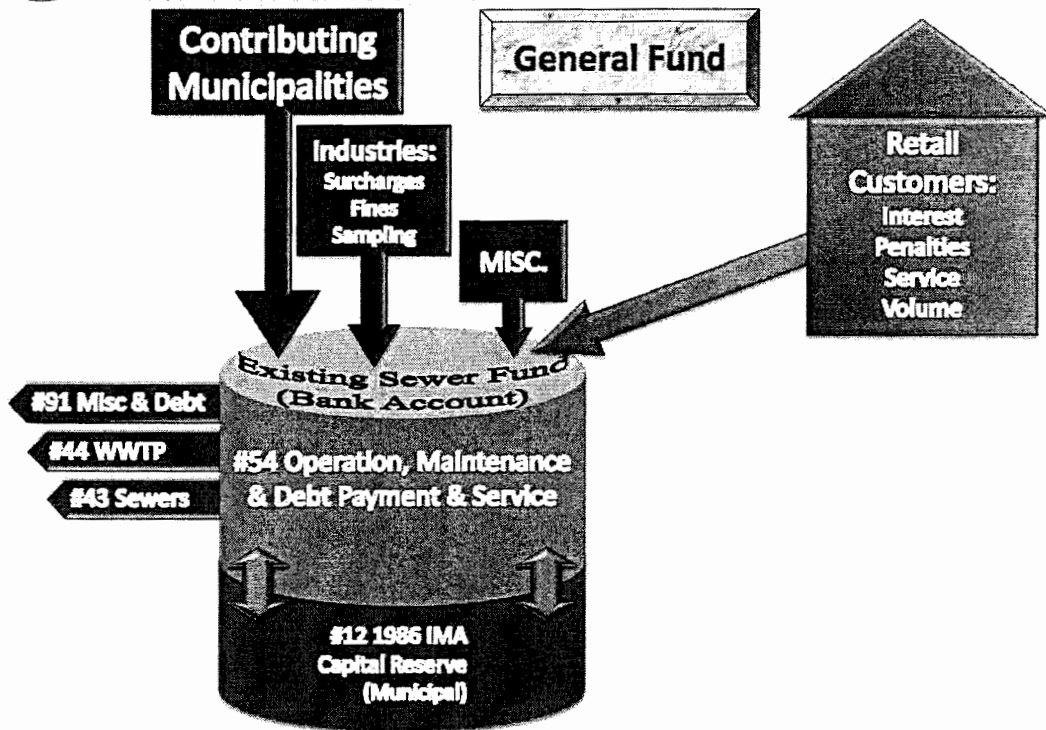 Contributing
Municipalities
General Fund
Industries:
Surcharges
Fines
Sampling
MISC.
Retail
Customers:
Interest
Penalties
Service
Volume
Existing Sewer Fund
(Bank Account)
#91 Misc & Debt
#44 WWTP
#43 Sewers
#54 Operation, Maintenance
& Debt Payment & Service
#12 1986 IMA
Capital Reserve
(Municipal)